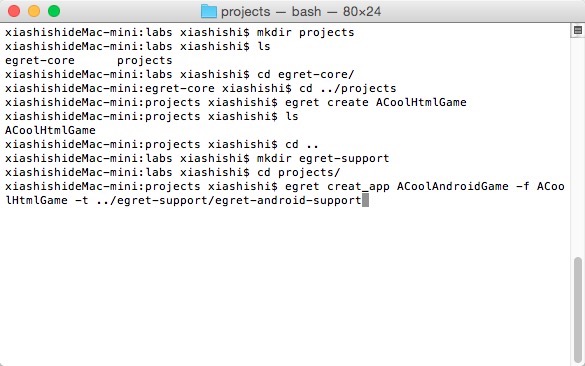 projects — bash — 80×24
xiashishideMac-mini:labs xiashishi$ mkdir projects
xiashishideMac-mini:labs xiashishi$ ls
egret-core projects
xiashishideMac-mini:labs xiashishi$ cd egret-core/
xiashishideMac-mini:egret-core xiashishi$ cd ../projects
xiashishideMac-mini:projects xiashishi$ egret create ACoolHtmlGame
xiashishideMac-mini:projects xiashishi$ ls
ACoolHtmlGame
xiashishideMac-mini:projects xiashishi$ cd ..
xiashishideMac-mini:labs xiashishi$ mkdir egret-support
xiashishideMac-mini:labs xiashishi$ cd projects/
xiashishideMac-mini:projects xiashishi$ egret creat_app ACoolAndroidGame -f ACoo
lHtmlGame -t ../egret-support/egret-android-support